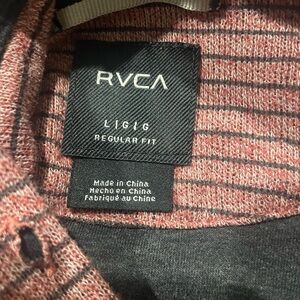 RVCA
L|G|G
REGULAR FIT
Made in China
Hecho en China
Fabriqué au Chine